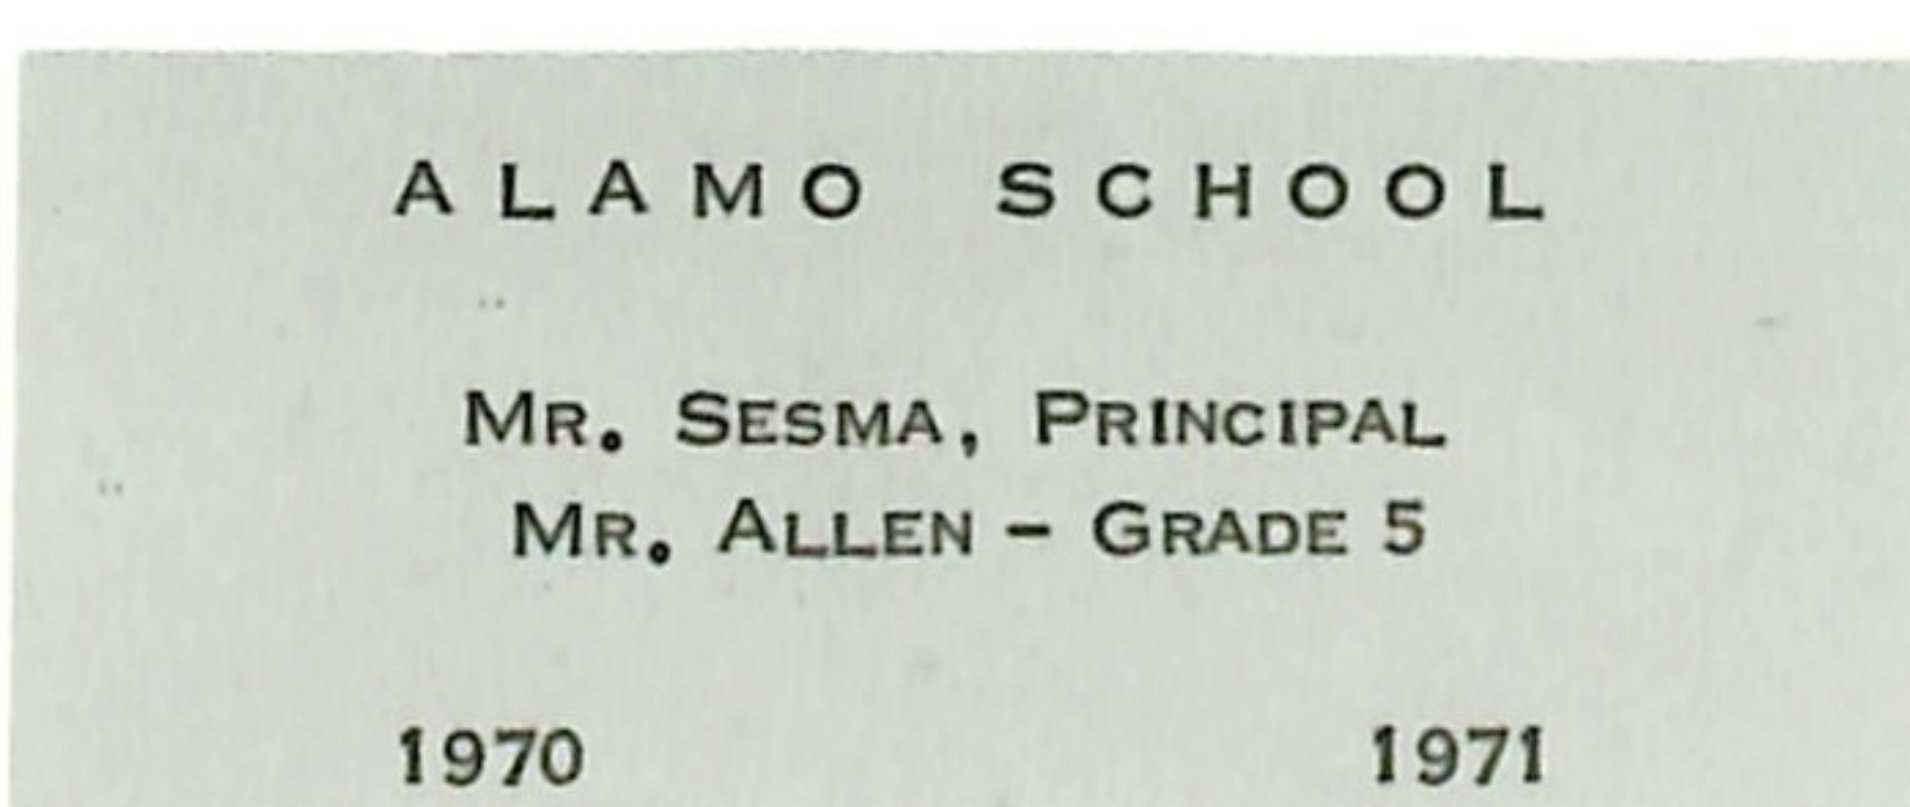 ALAMO SCHOOL
MR. SESMA, PRINCIPAL
MR. ALLEN – GRADE 5
1970 1971